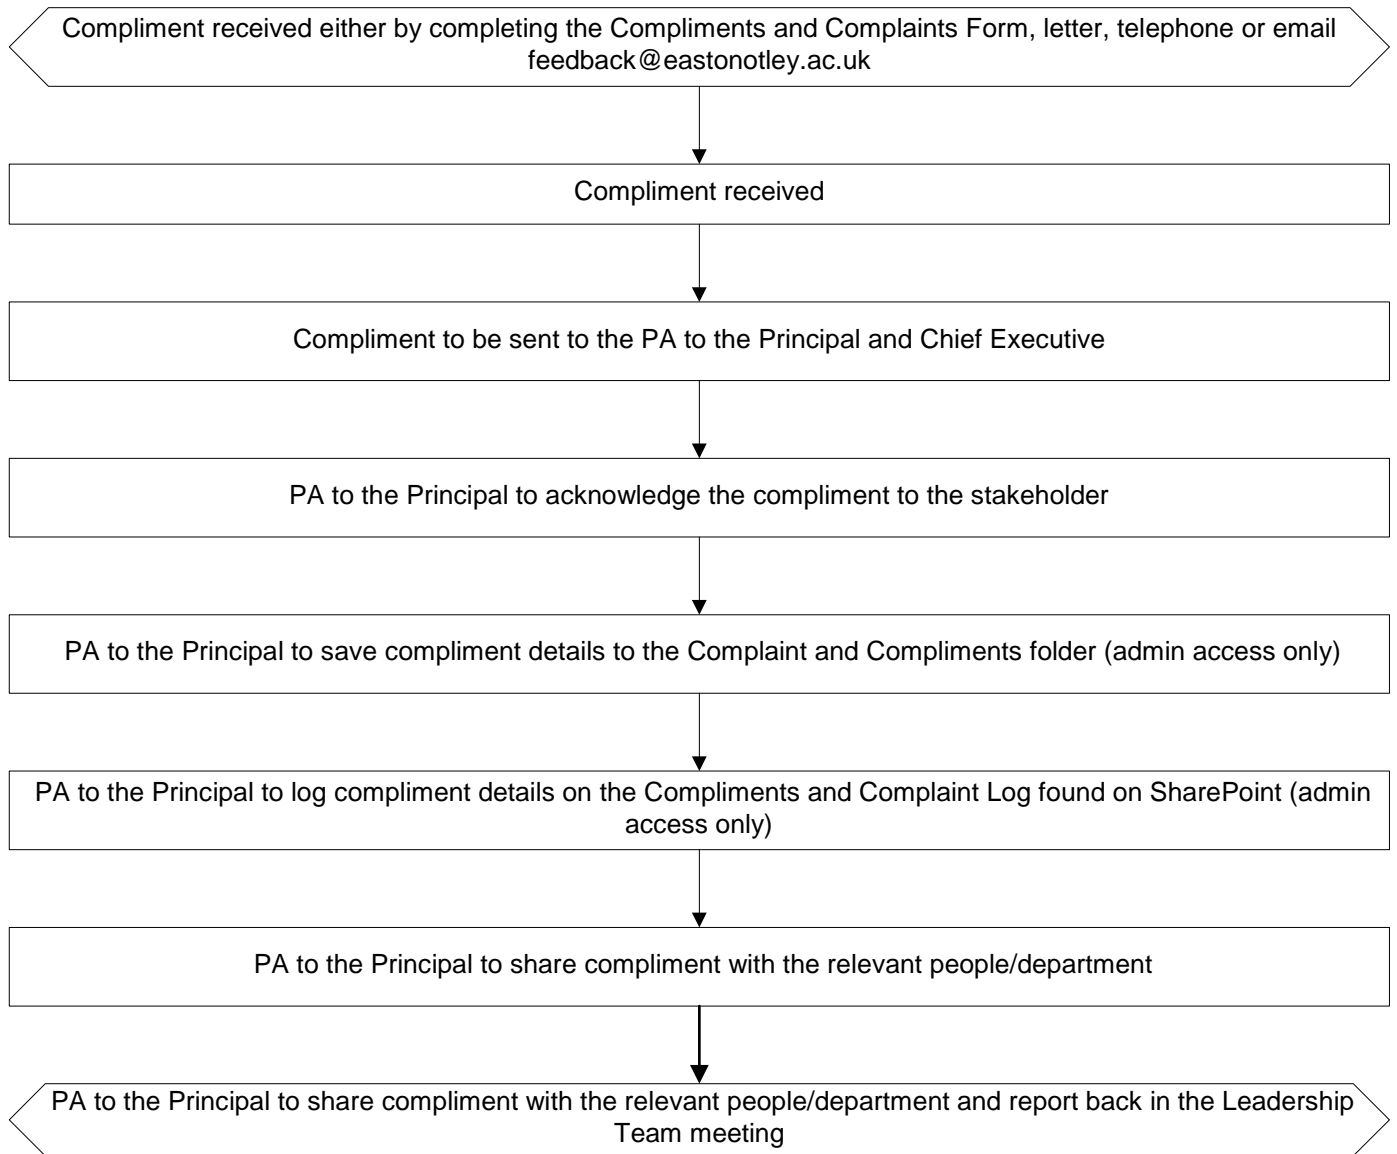 Compliment received either by completing the Compliments and Complaints Form, letter, telephone or email
feedback@eastonotley.ac.uk
Compliment received
Compliment to be sent to the PA to the Principal and Chief Executive
PA to the Principal to acknowledge the compliment to the stakeholder
PA to the Principal to save compliment details to the Complaint and Compliments folder (admin access only)
PA to the Principal to log compliment details on the Compliments and Complaint Log found on SharePoint (admin
access only)
PA to the Principal to share compliment with the relevant people/department
PA to the Principal to share compliment with the relevant people/department and report back in the Leadership
Team meeting